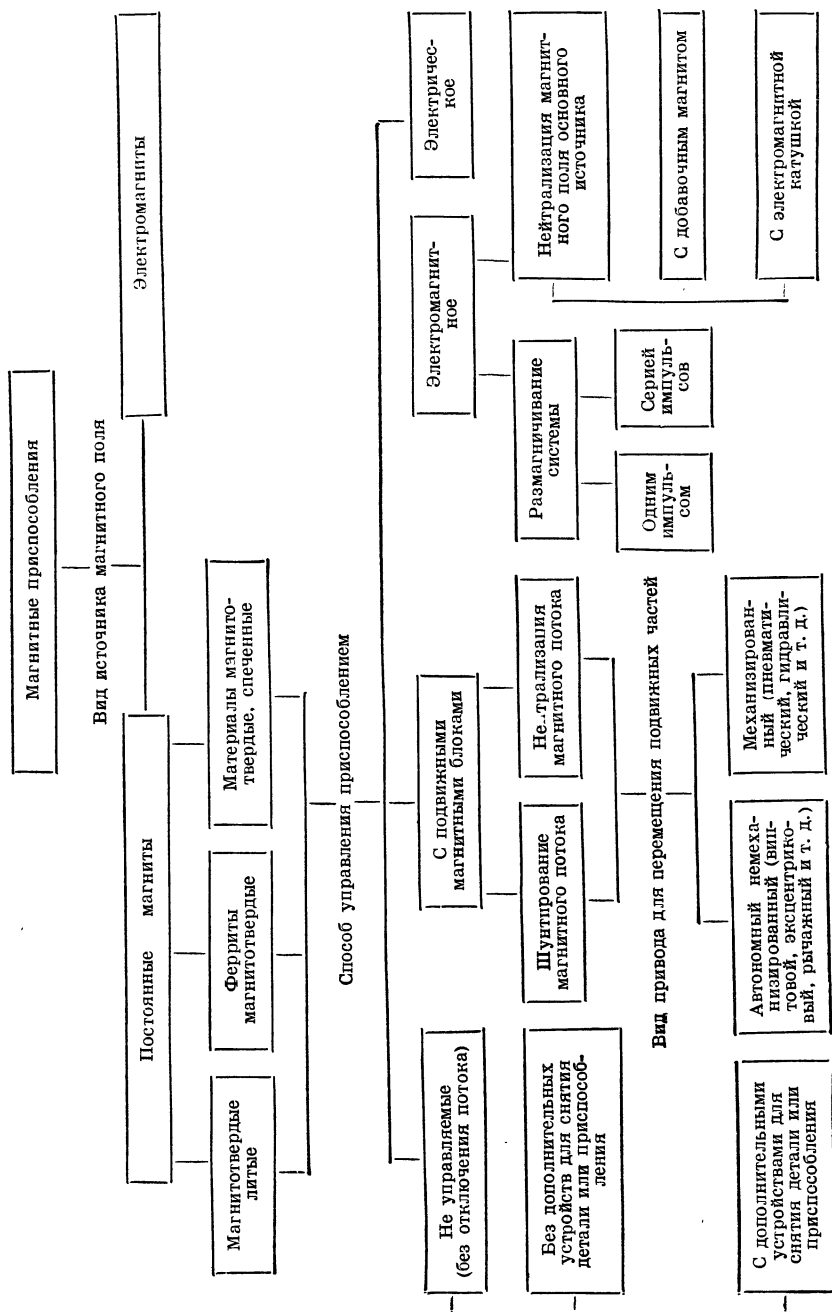 Магнитные приспособления
Вид источника магнитного поля
Постоянные магниты
Электромагниты
Магнитотвердые
литые
Ферриты
магнитотвердые
Материалы магнито-
твердые, спеченные
Способ управления приспособлением
Не управляемые
(без отключения потока)
С подвижными
магнитными блоками
Электромагнит-
ное
Электричес-
кое
Без дополнительных
устройств для снятия
детали или приспособ-
ления
Шунтирование
магнитного потока
магнитного потока
Размагничивание
системы
Нейтрализация магнит-
ного поля основного
источника
Одним
импуль-
сом
Серией
импуль-
сов
С добавочным магнитом
Вид привода для перемещения подвижных частей
С дополнительными
устройствами для
снятия детали или
приспособления
Автономный немеха-
низированный (вин-
товой, эксцентрико-
вый, рычажный и т. д.)
Механизирован-
ный (пневмати-
ческий, гидравли-
ческий и т. д.)
С электромагнитной
катушкой